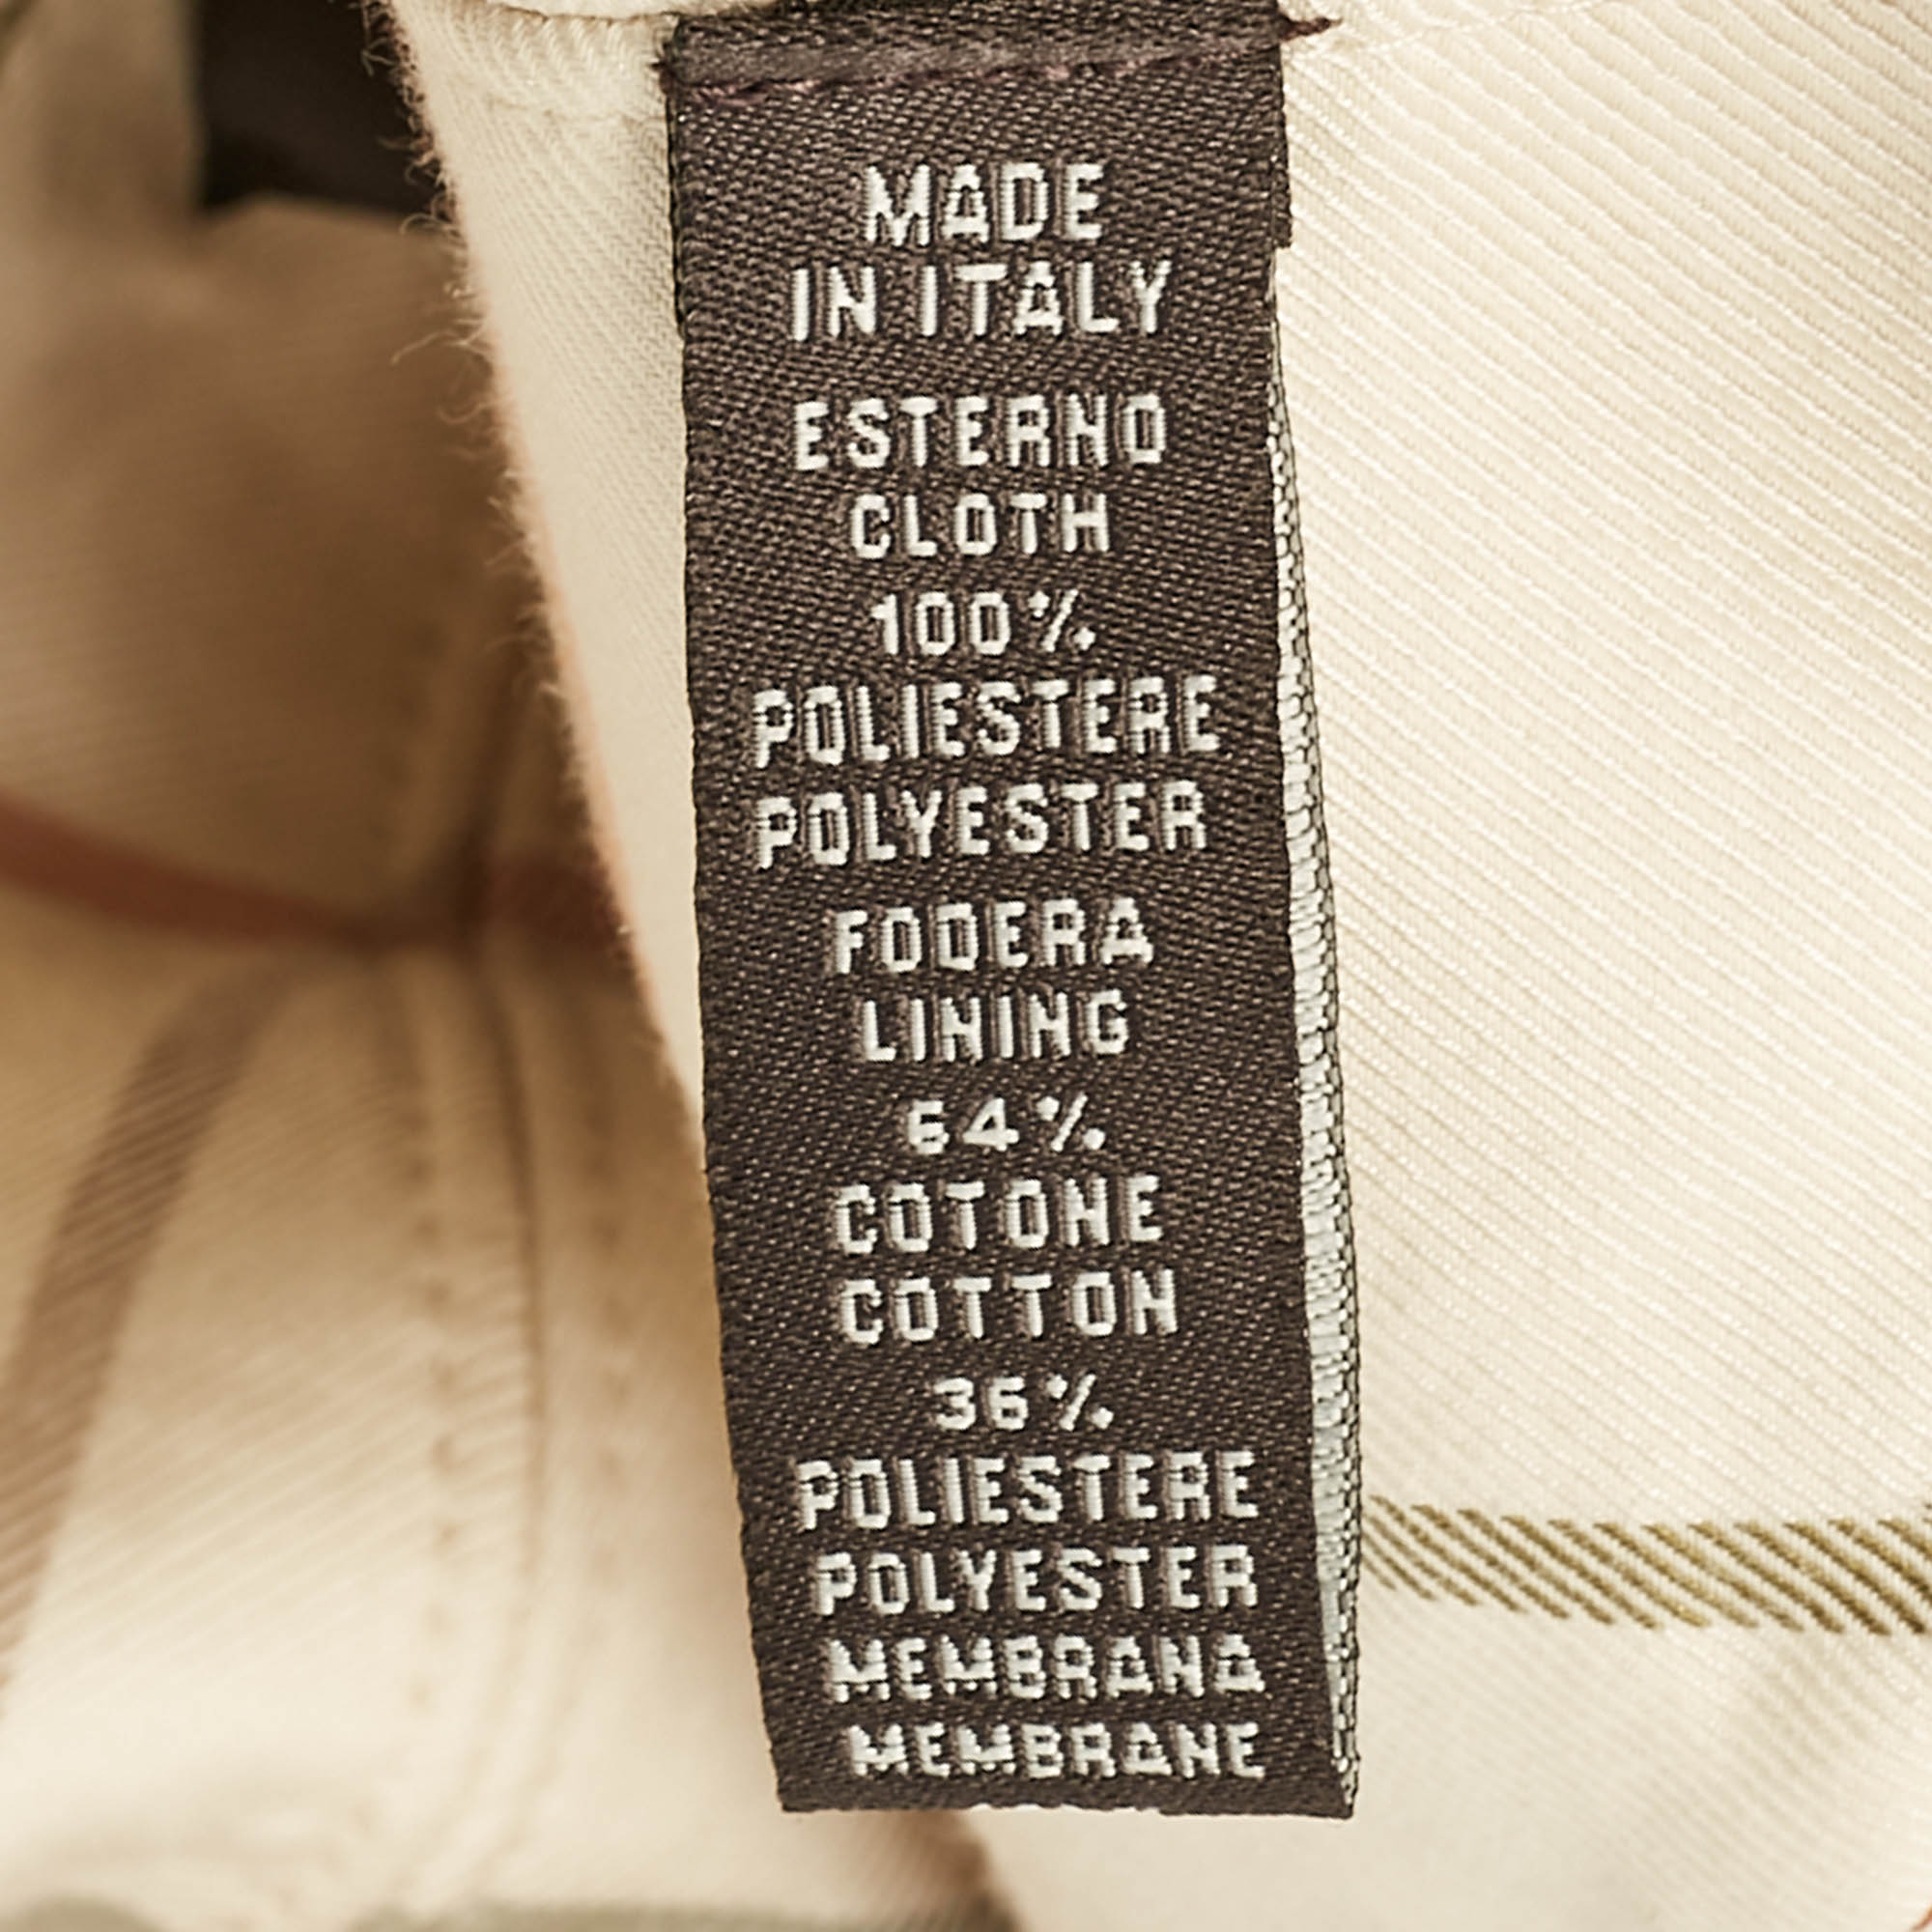 MADE
IN ITALY
ESTERNO
CLOTH
100%
POLIESTERE
POLYESTER
FODERA
LINING
64%
COTONE
COTTON
36%
POLIESTERE
POLYESTER
MEMBRANA
MEMBRANE